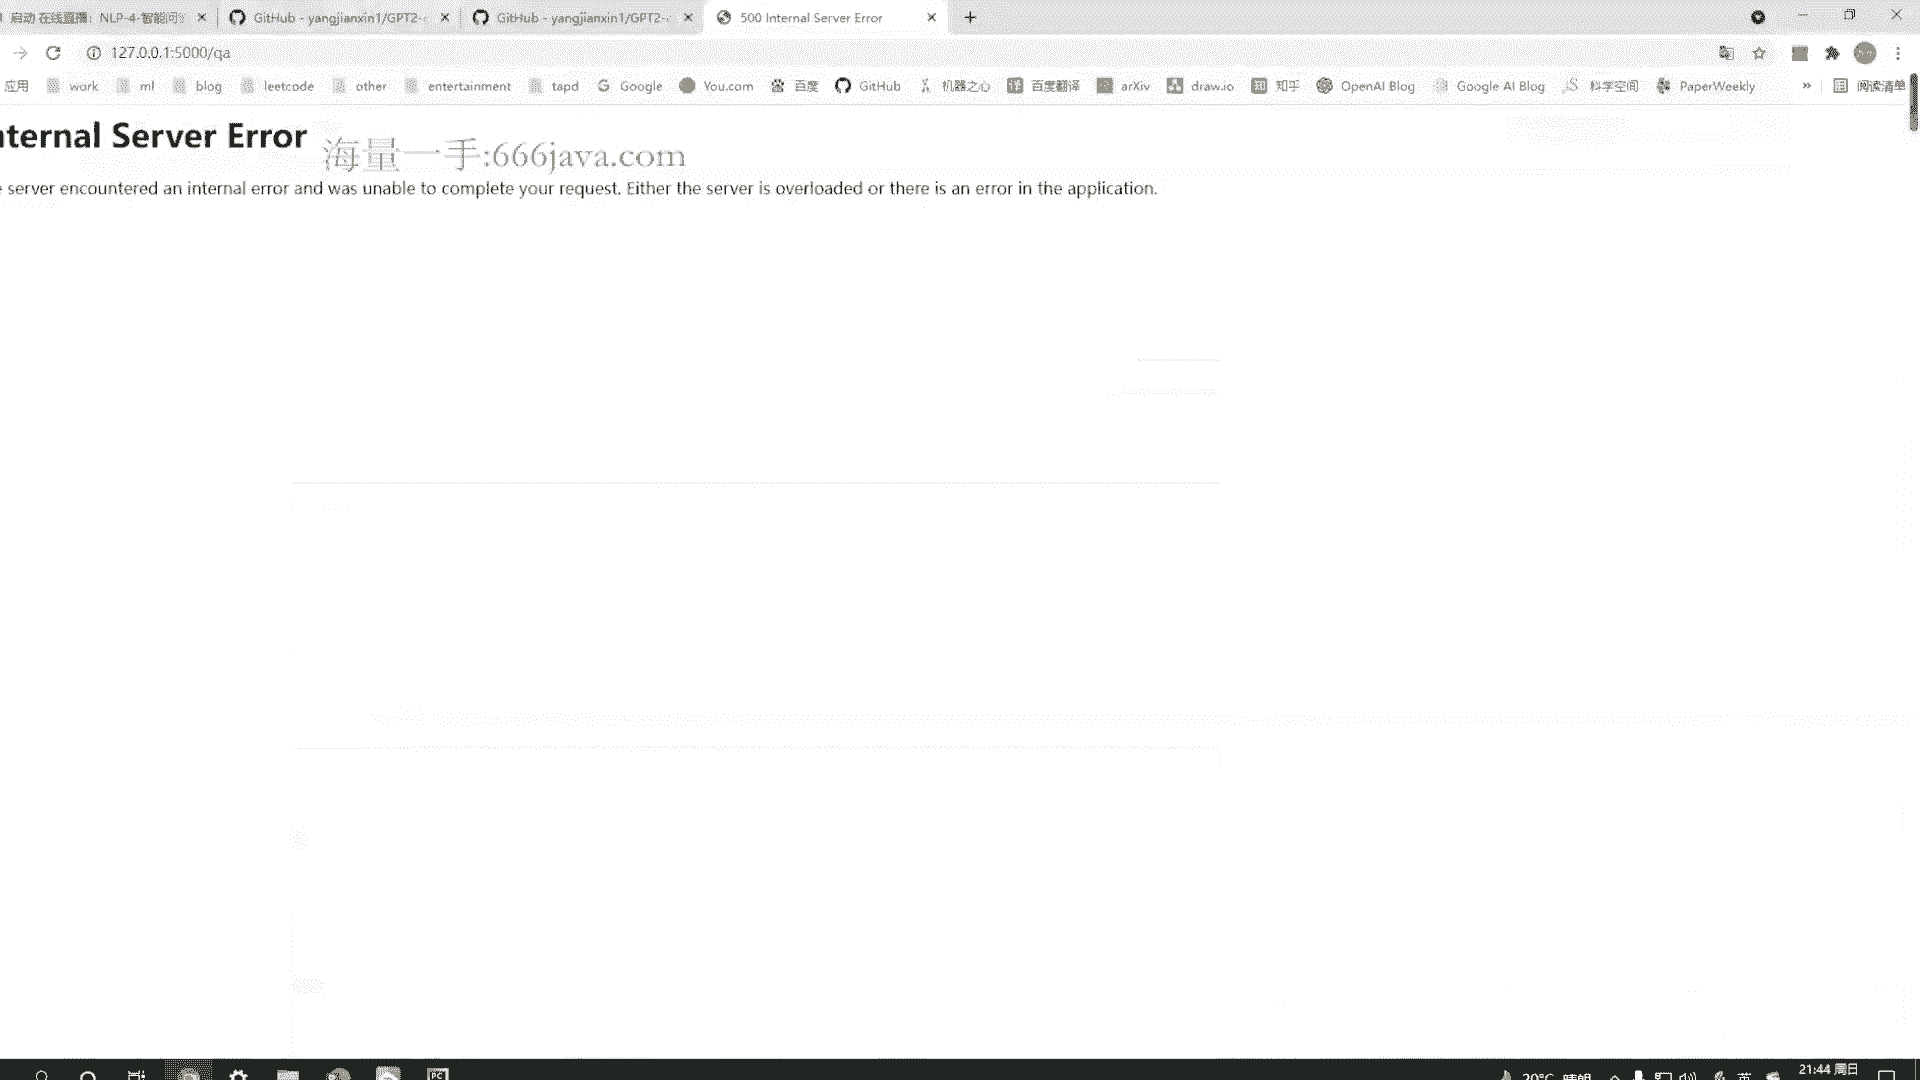 启动 在线直播：NLP-4-智能问 GitHub - yangjianxin1/GPT2- GitHub - yangjianxin1/GPT2- 500 Internal Server Error
127.0.0.1:5000/qa
应用 work ml blog leetcode other entertainment tapd Google You.com 百度 GitHub 机器之心 百度翻译 arXiv draw.io 知乎 OpenAI Blog Google AI Blog 科学空间 PaperWeekly » 阅读清单
nternal Server Error
海量一手:666java.com
e server encountered an internal error and was unable to complete your request. Either the server is overloaded or there is an error in the application.
PC 20°C 晴朗 英 21:44 周日